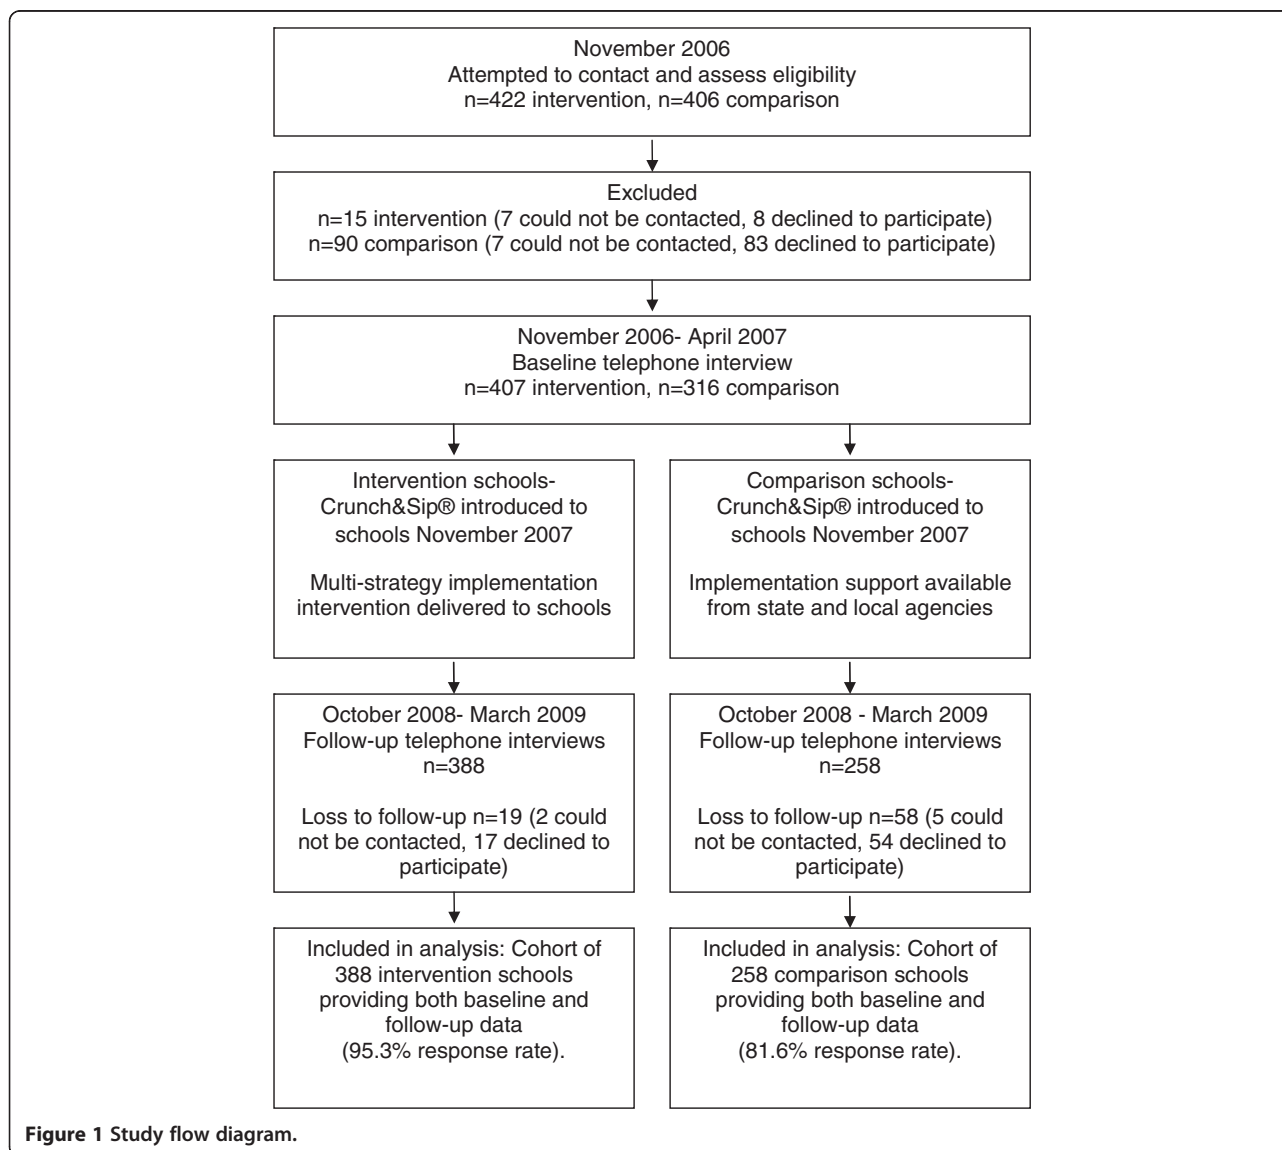 November 2006
Attempted to contact and assess eligibility
n=422 intervention, n=406 comparison
Excluded
n=15 intervention (7 could not be contacted, 8 declined to participate)
n=90 comparison (7 could not be contacted, 83 declined to participate)
November 2006- April 2007
Baseline telephone interview
n=407 intervention, n=316 comparison
Intervention schools-
Crunch&Sip® introduced to
schools November 2007
Multi-strategy implementation
intervention delivered to schools
Comparison schools-
Crunch&Sip® introduced to
schools November 2007
Implementation support available
from state and local agencies
October 2008- March 2009
Follow-up telephone interviews
n=388
Loss to follow-up n=19 (2 could
not be contacted, 17 declined to
participate)
October 2008 - March 2009
Follow-up telephone interviews
n=258
Loss to follow-up n=58 (5 could
not be contacted, 54 declined to
participate)
Included in analysis: Cohort of
388 intervention schools
providing both baseline and
follow-up data
(95.3% response rate).
Included in analysis: Cohort of
258 comparison schools
providing both baseline and
follow-up data
(81.6% response rate).
Figure 1 Study flow diagram.